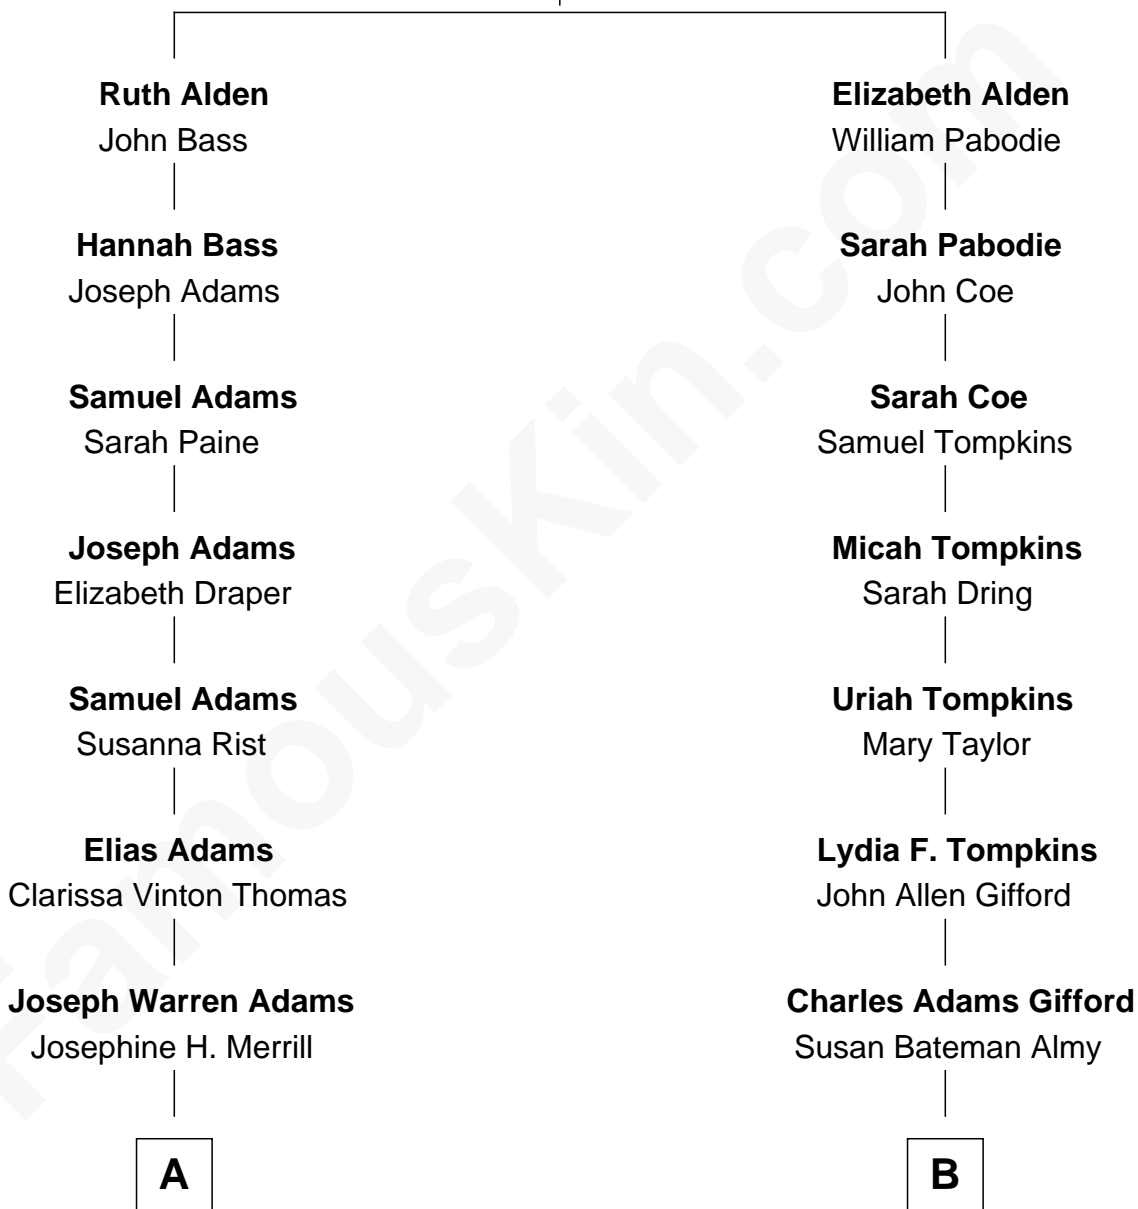 Ruth Alden
John Bass
Hannah Bass
Joseph Adams
Samuel Adams
Sarah Paine
Joseph Adams
Elizabeth Draper
Samuel Adams
Susanna Rist
Elias Adams
Clarissa Vinton Thomas
Joseph Warren Adams
Josephine H. Merrill
A
Elizabeth Alden
William Pabodie
Sarah Pabodie
John Coe
Sarah Coe
Samuel Tompkins
Micah Tompkins
Sarah Dring
Uriah Tompkins
Mary Taylor
Lydia F. Tompkins
John Allen Gifford
Charles Adams Gifford
Susan Bateman Almy
B
FamousKin.com